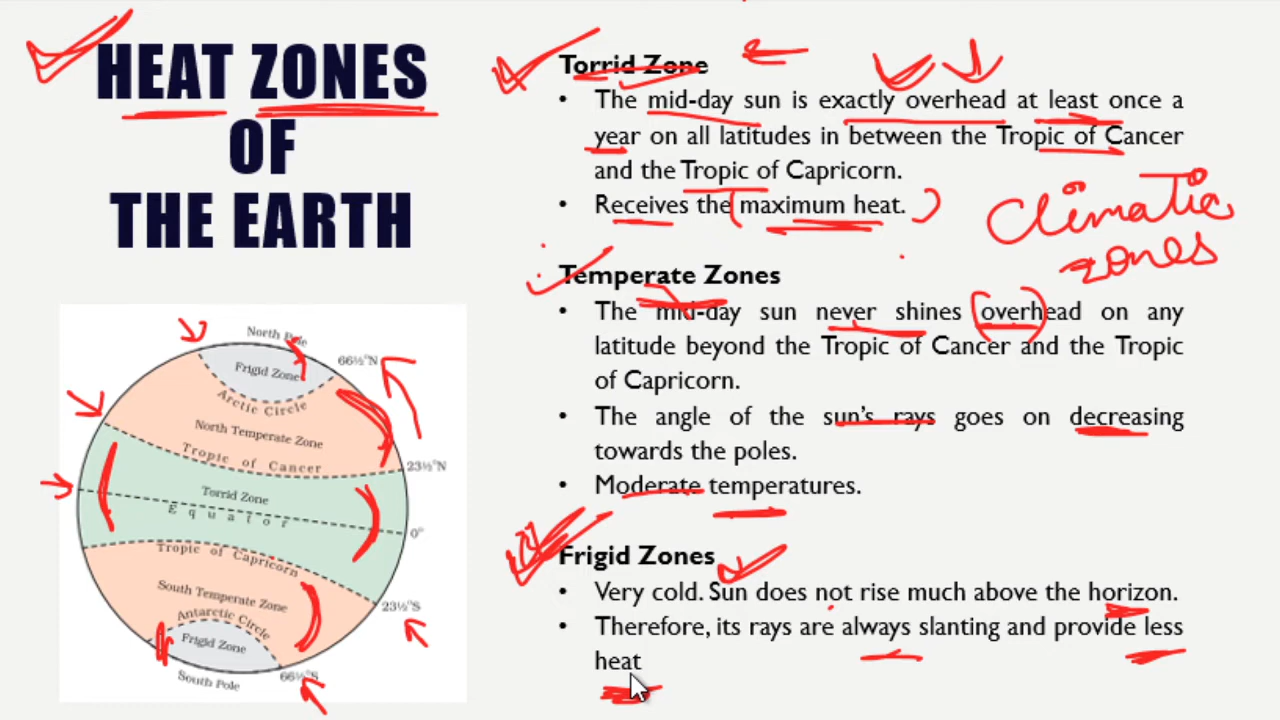 HEAT ZONES
OF
THE EARTH
Torrid Zone
• The mid-day sun is exactly overhead at least once a
year on all latitudes in between the Tropic of Cancer
and the Tropic of Capricorn.
• Receives the maximum heat.
Climatic
zones
Temperate Zones
• The mid-day sun never shines overhead on any
latitude beyond the Tropic of Cancer and the Tropic
of Capricorn.
• The angle of the sun's rays goes on decreasing
towards the poles.
• Moderate temperatures.
Frigid Zones
• Very cold. Sun does not rise much above the horizon.
• Therefore, its rays are always slanting and provide less
heat
North Pole
66½°N
Frigid Zone
Arctic Circle
North Temperate Zone
Tropic of Cancer
23½°N
Torrid Zone
Equator
0°
Tropic of Capricorn
South Temperate Zone
23½°S
Antarctic Circle
Frigid Zone
66½°S
South Pole